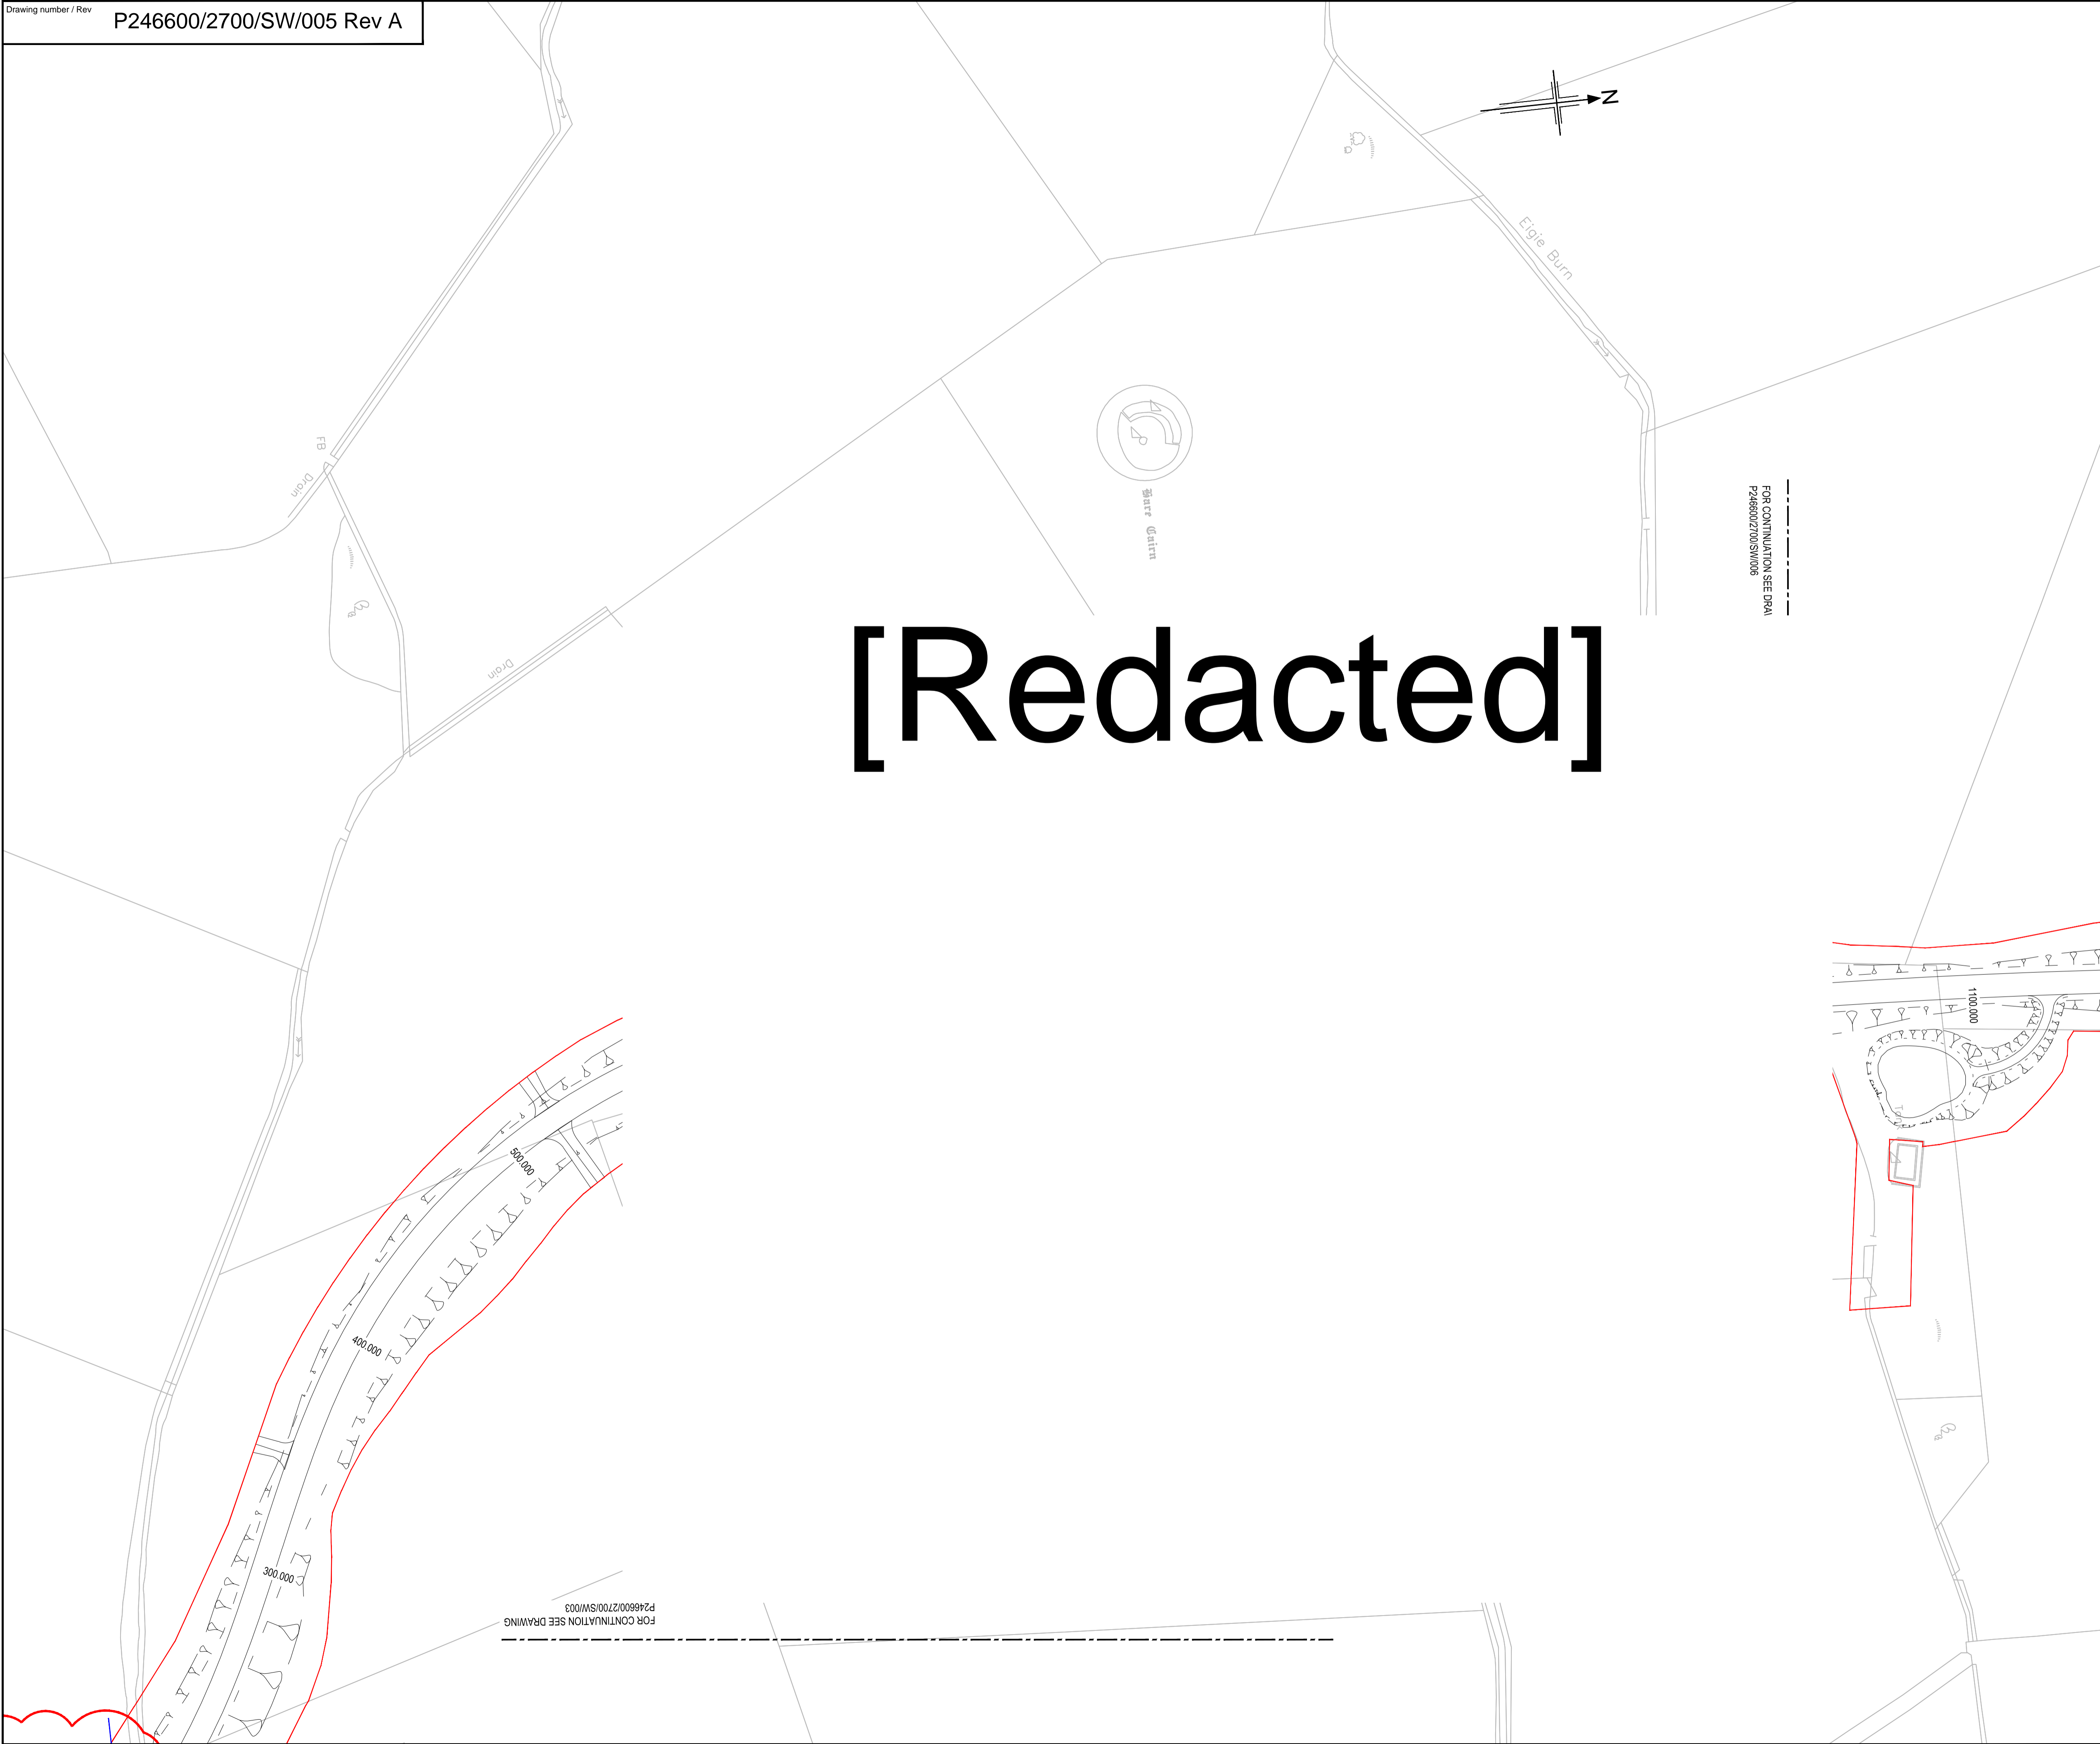 Drawing number / Rev
P246600/2700/SW/005 Rev A
N
Eigie Burn
FB
Drain
Bare Cairn
FOR CONTINUATION SEE DRA
P246600/2700/SW/006
[Redacted]
Drain
1100.000
500.000
400.000
300.000
FOR CONTINUATION SEE DRAWING
P246600/2700/SW/003